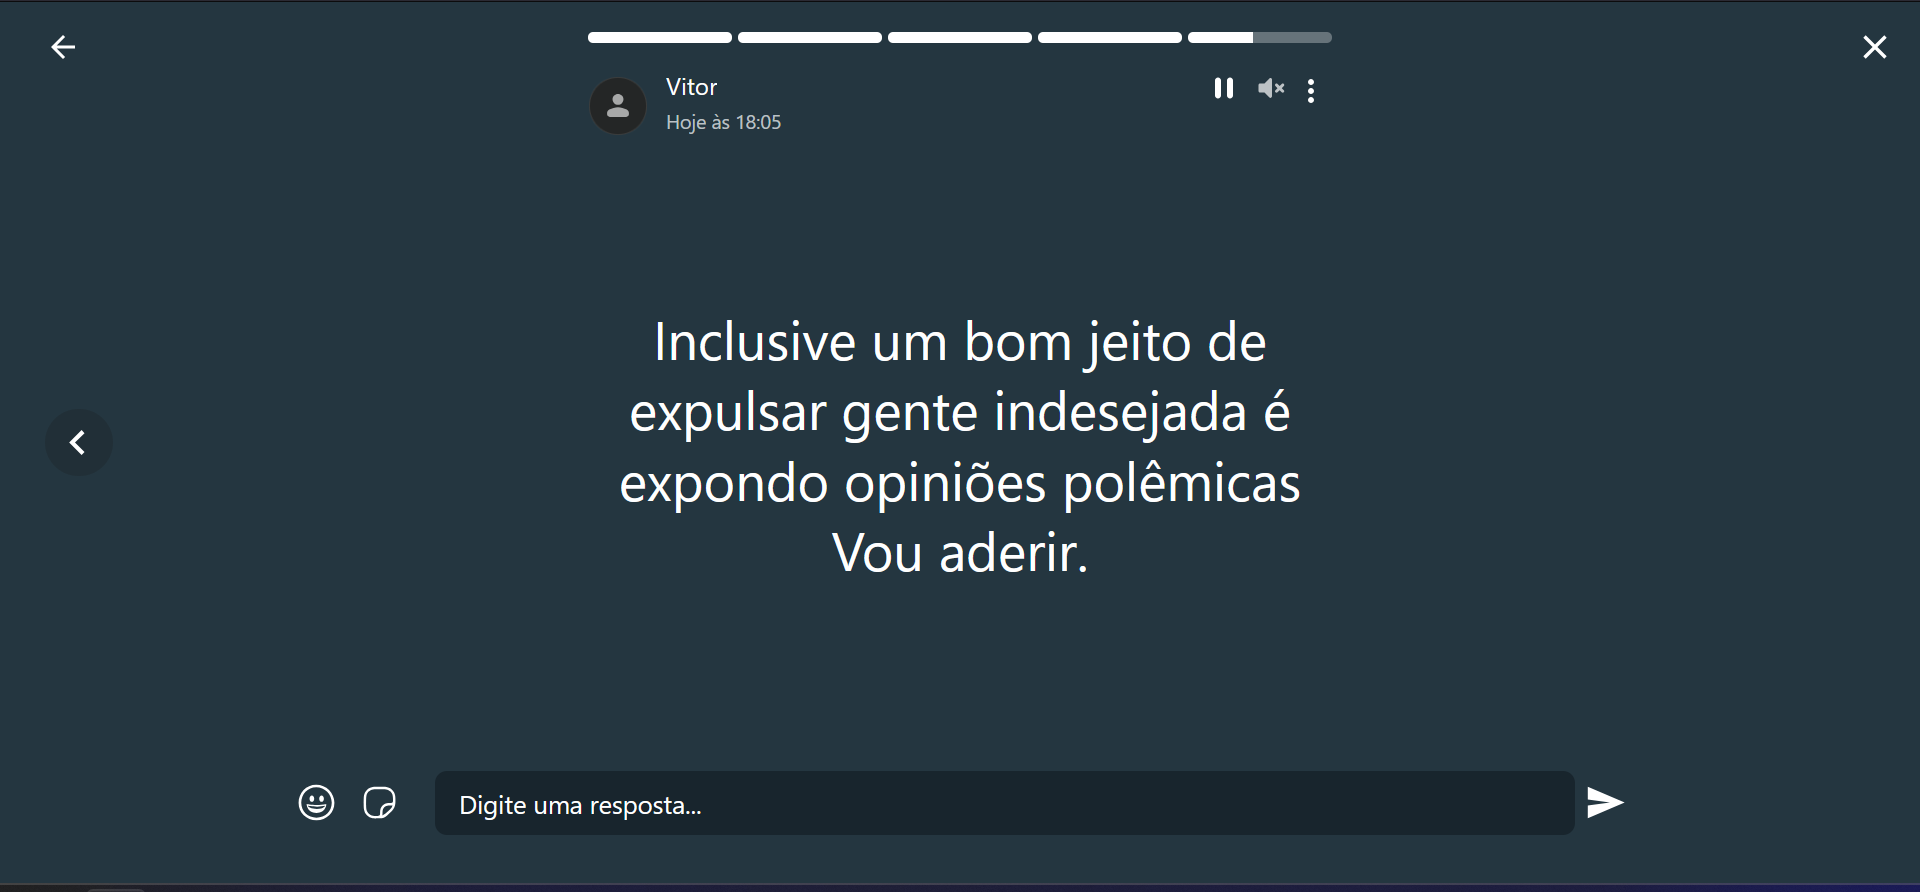 Vitor
Hoje às 18:05
Inclusive um bom jeito de
expulsar gente indesejada é
expondo opiniões polêmicas
Vou aderir.
Digite uma resposta...